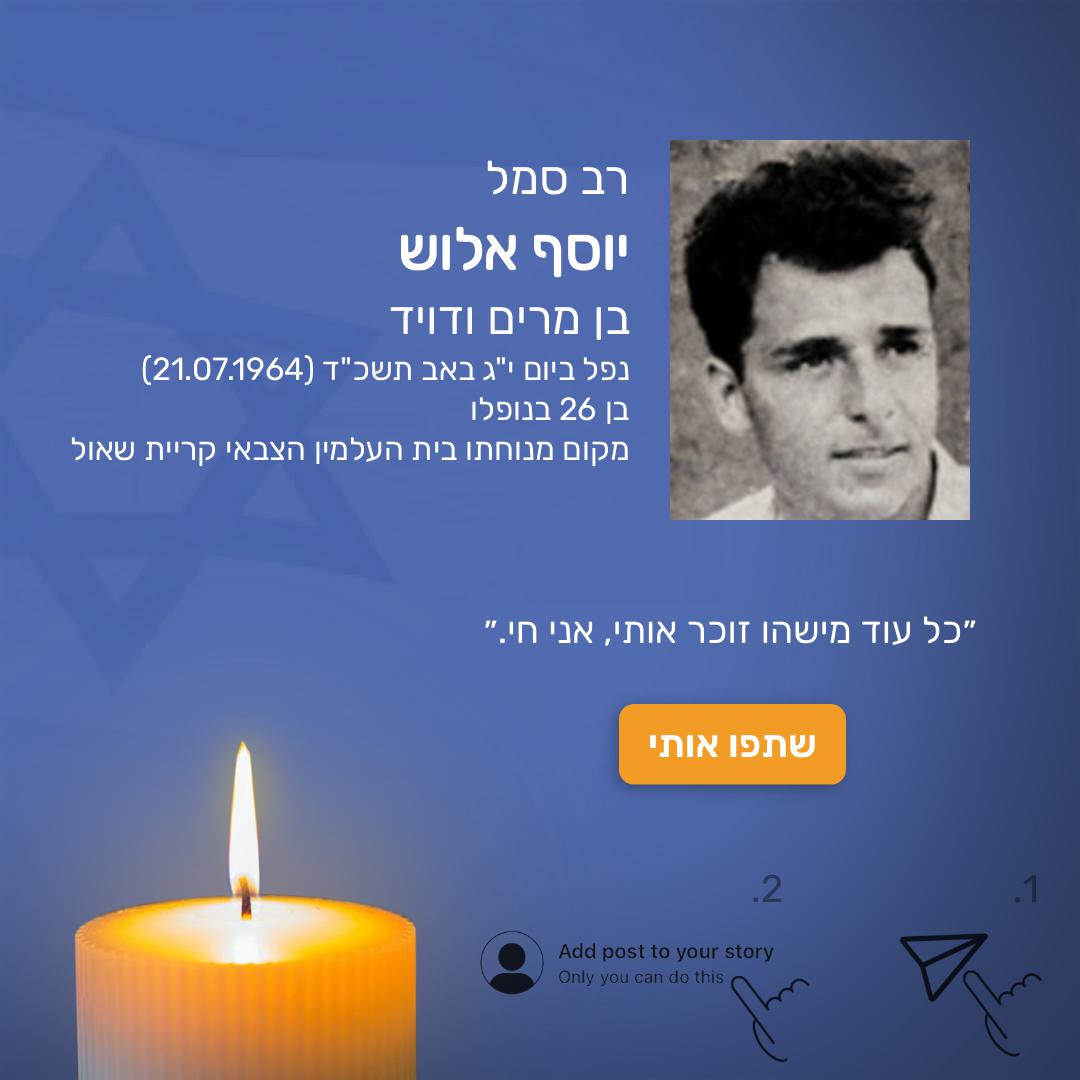 רב סמל
יוסף אלוש
בן מרים ודויד
נפל ביום י"ג באב תשכ"ד (21.07.1964)
בן 26 בנופלו
מקום מנוחתו בית העלמין הצבאי קריית שאול
״כל עוד מישהו זוכר אותי, אני חי.״
שתפו אותי
.1
.2
Add post to your story
Only you can do this